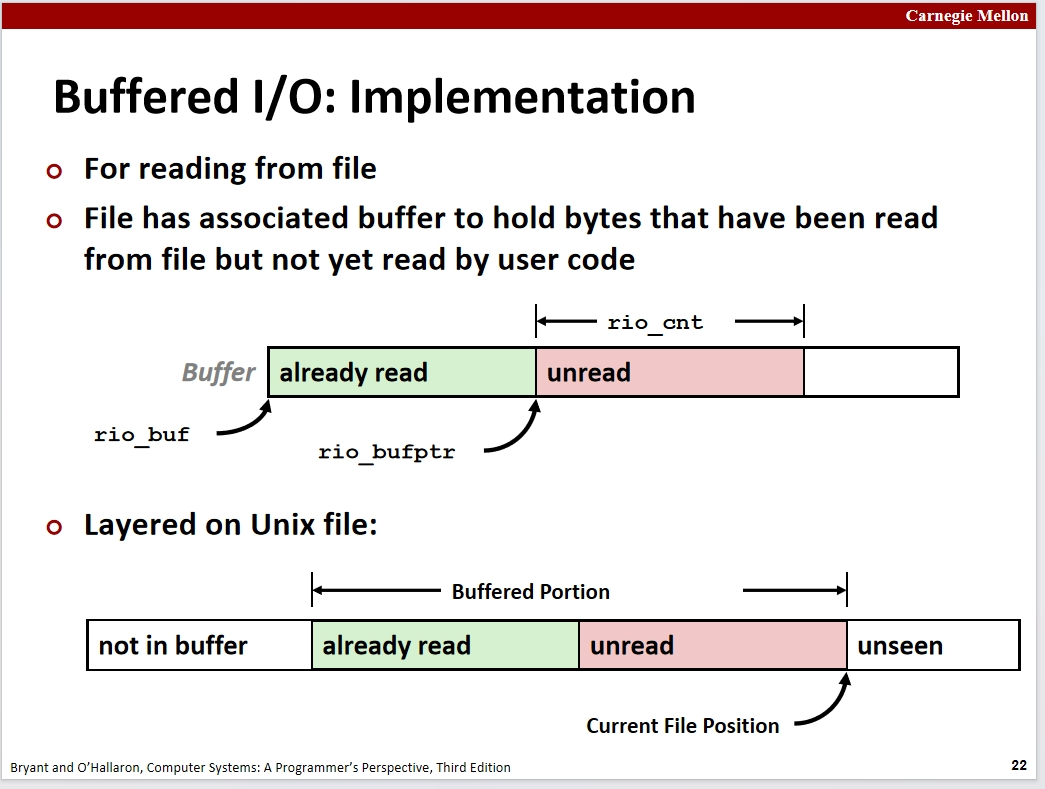 Carnegie Mellon
Buffered I/O: Implementation
For reading from file
File has associated buffer to hold bytes that have been read
from file but not yet read by user code
rio_cnt
Buffer already read unread
rio_buf
rio_bufptr
Layered on Unix file:
Buffered Portion
not in buffer already read unread unseen
Current File Position
Bryant and O’Hallaron, Computer Systems: A Programmer’s Perspective, Third Edition 22